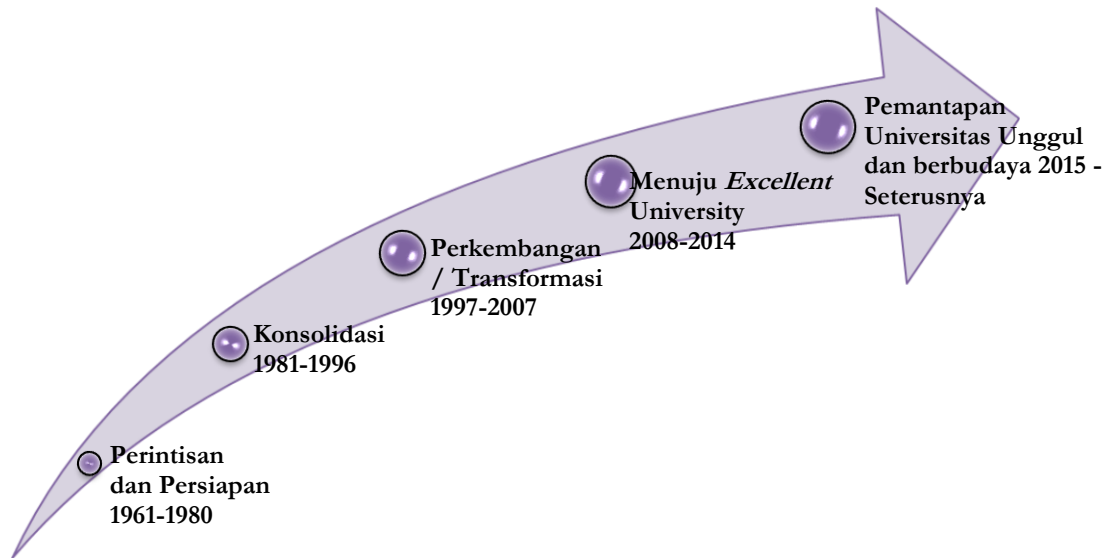 Pemantapan
Universitas Unggul
dan berbudaya 2015 -
Seterusnya
Menuju Excellent
University
2008-2014
Perkembangan
/ Transformasi
1997-2007
Konsolidasi
1981-1996
Perintisan
dan Persiapan
1961-1980